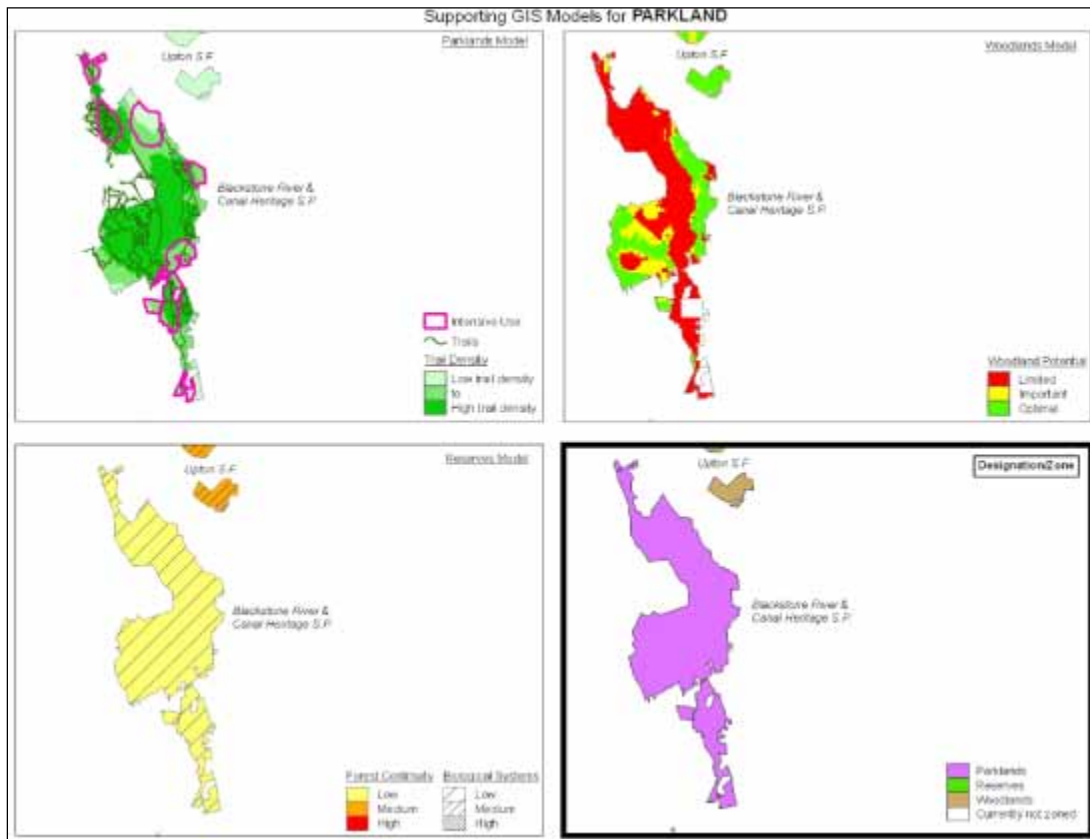 Supporting GIS Models for PARKLAND
Parklands Model
Upton S.F.
Blackstone River &
Canal Heritage S.P.
Intensive Use
Trails
Trail Density
Low trail density
to
High trail density
Woodlands Model
Upton S.F.
Blackstone River &
Canal Heritage S.P.
Woodland Potential
Limited
Important
Optimal
Reserves Model
Upton S.F.
Blackstone River &
Canal Heritage S.P.
Forest Continuity
Low
Medium
High
Biological Systems
Low
Medium
High
Designation/Zone
Upton S.F.
Blackstone River &
Canal Heritage S.P.
Parklands
Reserves
Woodlands
Currently not zoned